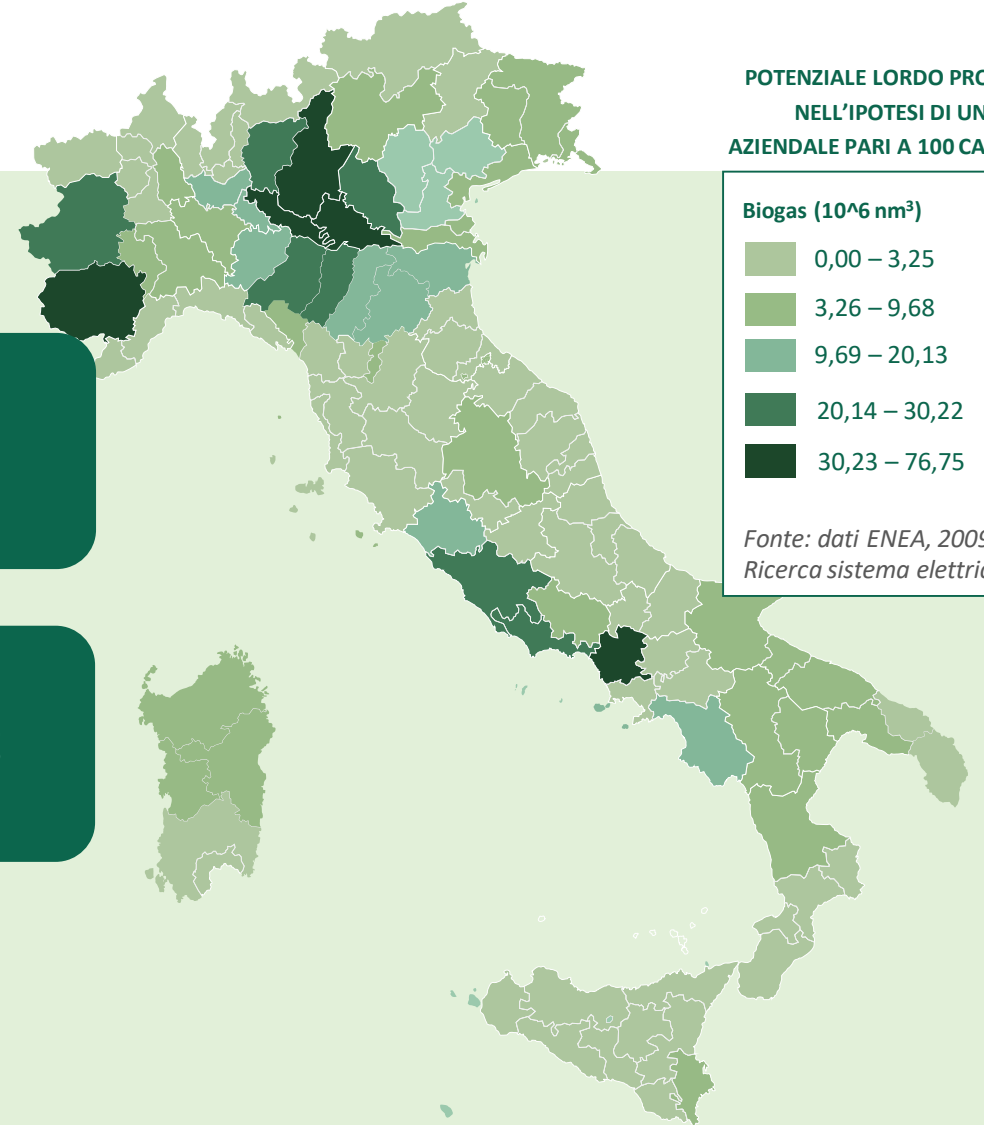 POTENZIALE LORDO PRO
NELL'IPOTESI DI UN
AZIENDALE PARI A 100 CA
Biogas (10^6 nm³)
0,00 – 3,25
3,26 – 9,68
9,69 – 20,13
20,14 – 30,22
30,23 – 76,75
Fonte: dati ENEA, 2009
Ricerca sistema elettric